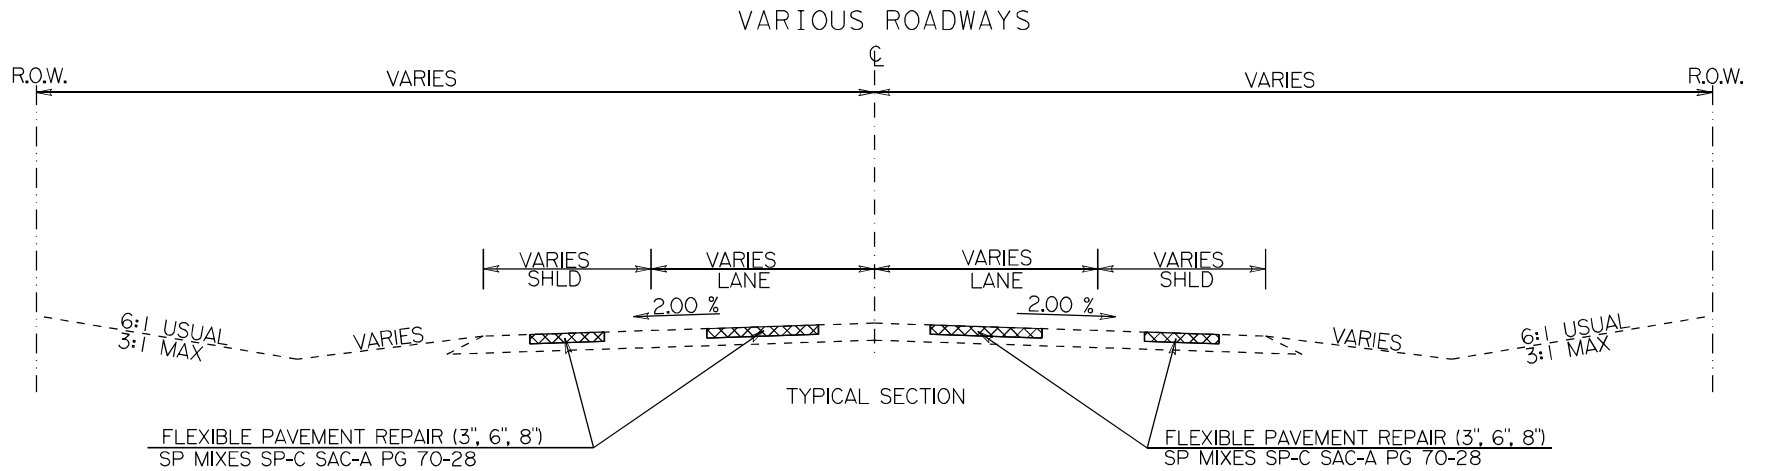 VARIOUS ROADWAYS
℄
R.O.W. VARIES VARIES R.O.W.
VARIES VARIES VARIES VARIES
SHLD LANE LANE SHLD
2.00 % 2.00 %
6:1 USUAL VARIES VARIES 6:1 USUAL
3:1 MAX 3:1 MAX
TYPICAL SECTION
FLEXIBLE PAVEMENT REPAIR (3", 6", 8")
SP MIXES SP-C SAC-A PG 70-28
FLEXIBLE PAVEMENT REPAIR (3", 6", 8")
SP MIXES SP-C SAC-A PG 70-28